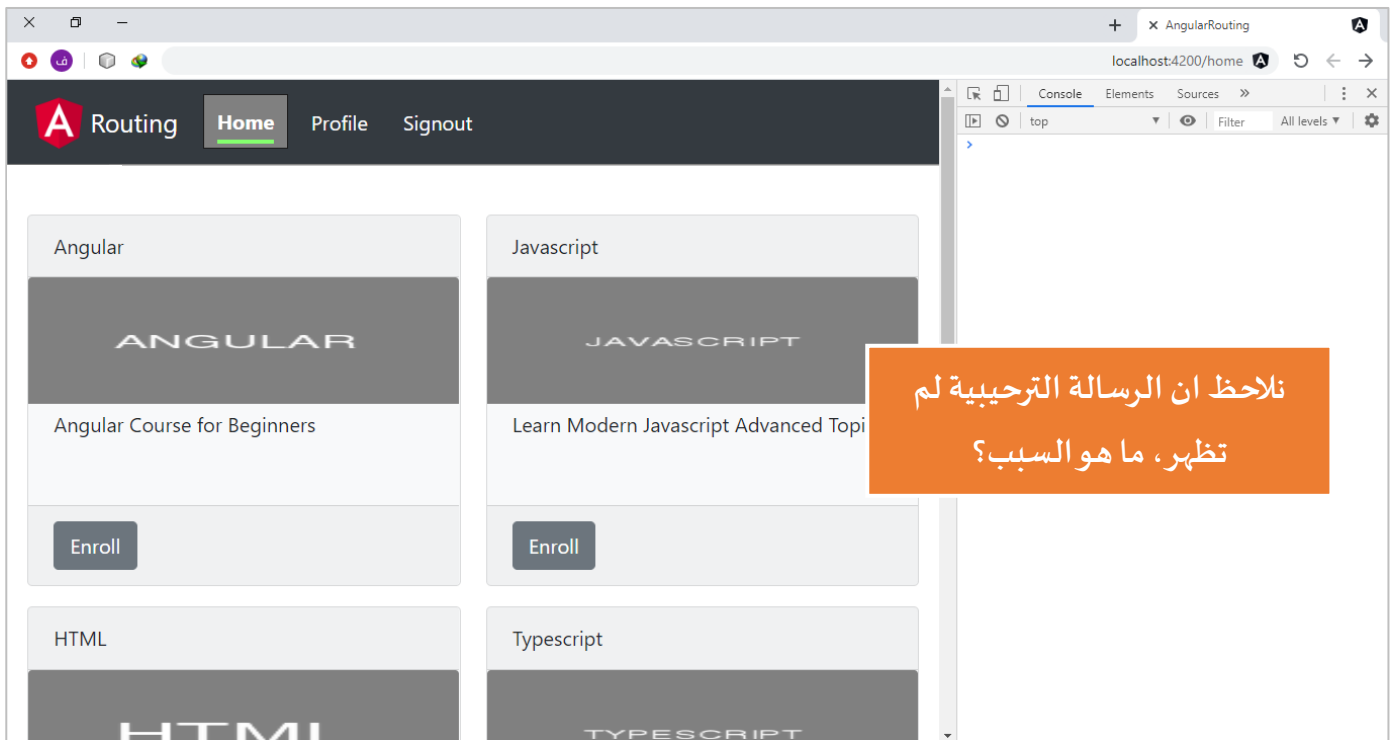 AngularRouting
ف
localhost:4200/home
Routing Home Profile Signout
Console Elements Sources »
top Filter All levels
Angular
ANGULAR
Angular Course for Beginners
Enroll
Javascript
JAVASCRIPT
Learn Modern Javascript Advanced Topi
Enroll
HTML
HTML
Typescript
TYPESCRIPT
نلاحظ ان الرسالة الترحيبية لم
تظهر، ما هو السبب؟